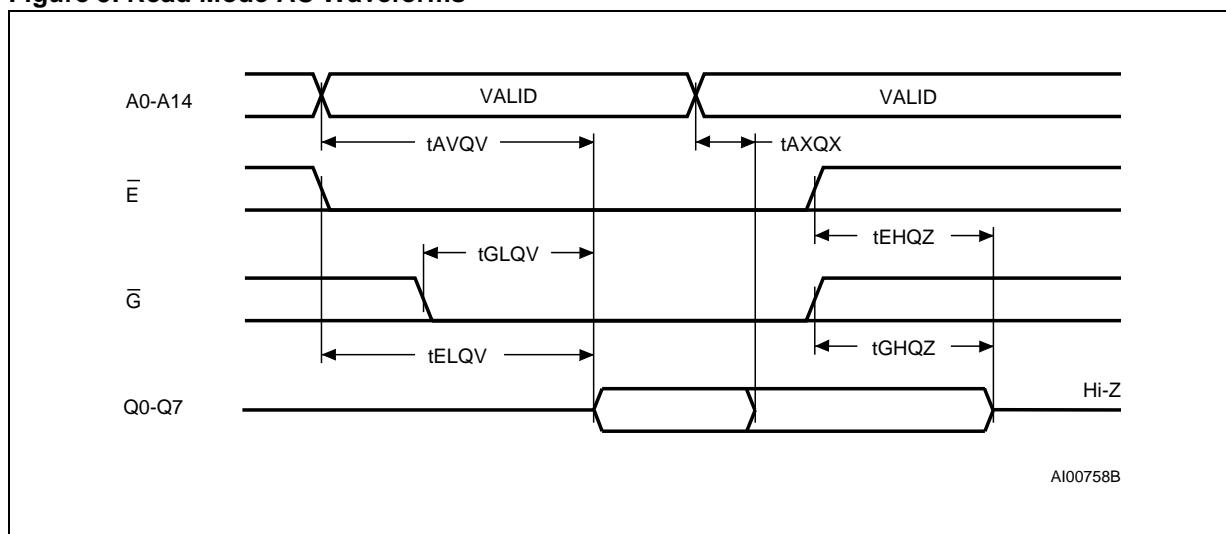 Figure 5. Read Mode AC Waveforms
A0-A14
VALID
VALID
tAVQV
tAXQX
E
tEHQZ
tGLQV
G
tELQV
tGHQZ
Q0-Q7
Hi-Z
AI00758B